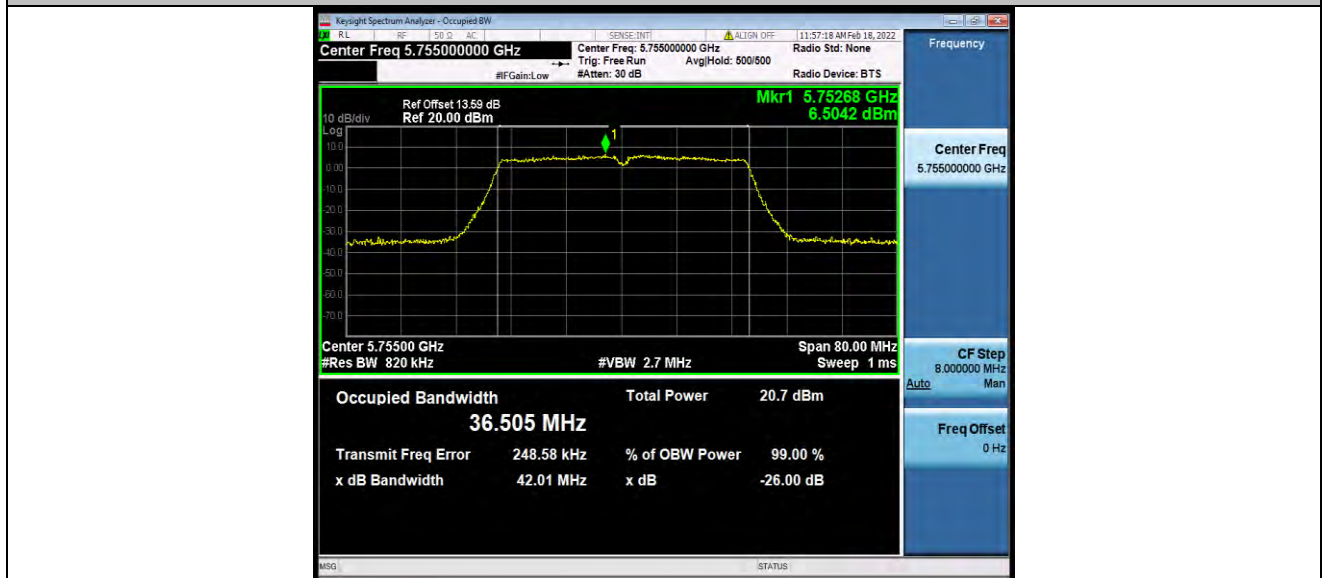 Keysight Spectrum Analyzer - Occupied BW
RL RF 50 Ω AC SENSE:INT ALIGN OFF 11:57:18 AM Feb 18, 2022
Center Freq 5.755000000 GHz
Center Freq: 5.755000000 GHz
Radio Std: None
Trig: Free Run Avg|Hold: 500/500
#IFGain:Low
#Atten: 30 dB
Radio Device: BTS
Frequency
Ref Offset 13.59 dB
Mkr1 5.75268 GHz
10 dB/div Ref 20.00 dBm
6.5042 dBm
Log
10.0
0.00
-10.0
-20.0
-30.0
-40.0
-50.0
-60.0
-70.0
1
Center 5.75500 GHz
Span 80.00 MHz
#Res BW 820 kHz
#VBW 2.7 MHz
Sweep 1 ms
Occupied Bandwidth
Total Power 20.7 dBm
36.505 MHz
Transmit Freq Error 248.58 kHz
% of OBW Power 99.00 %
x dB Bandwidth 42.01 MHz
x dB -26.00 dB
Center Freq
5.755000000 GHz
CF Step
8.000000 MHz
Auto Man
Freq Offset
0 Hz
MSG
STATUS